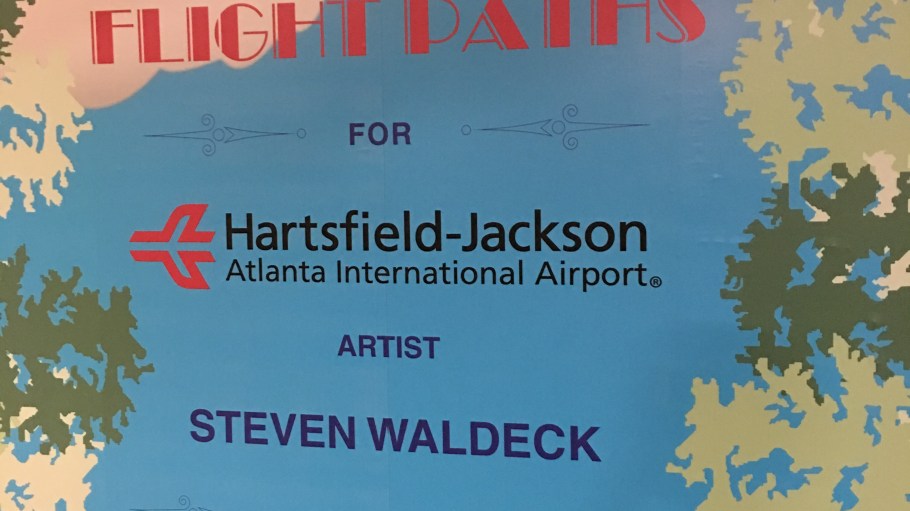 FLIGHT PATHS
FOR
Hartsfield-Jackson
Atlanta International Airport®
ARTIST
STEVEN WALDECK